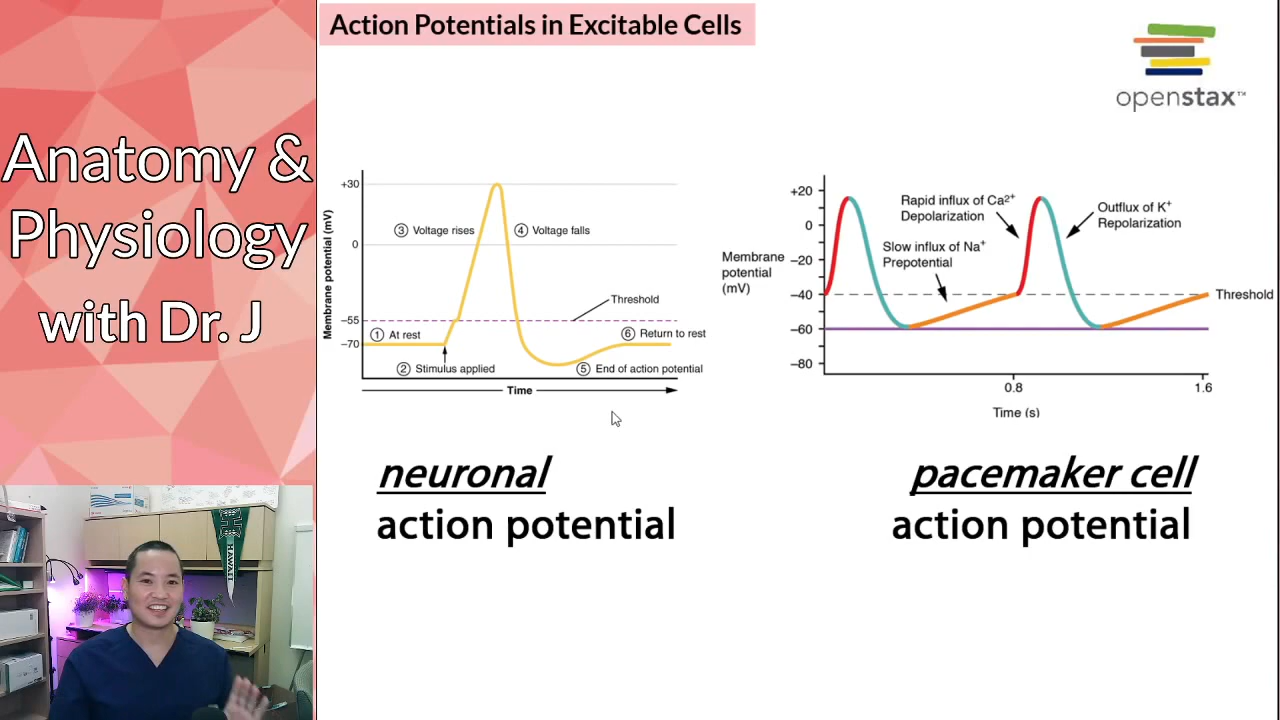 Action Potentials in Excitable Cells
openstax™
Anatomy &
Physiology
with Dr. J
Membrane potential (mV)
+30
0
−55
−70
③ Voltage rises
④ Voltage falls
Threshold
① At rest
⑥ Return to rest
② Stimulus applied
⑤ End of action potential
Time
Membrane
potential
(mV)
+20
0
−20
−40
−60
−80
Rapid influx of Ca²⁺
Depolarization
Outflux of K⁺
Repolarization
Slow influx of Na⁺
Prepotential
Threshold
0.8
1.6
Time (s)
neuronal
action potential
pacemaker cell
action potential
H
HAWAII